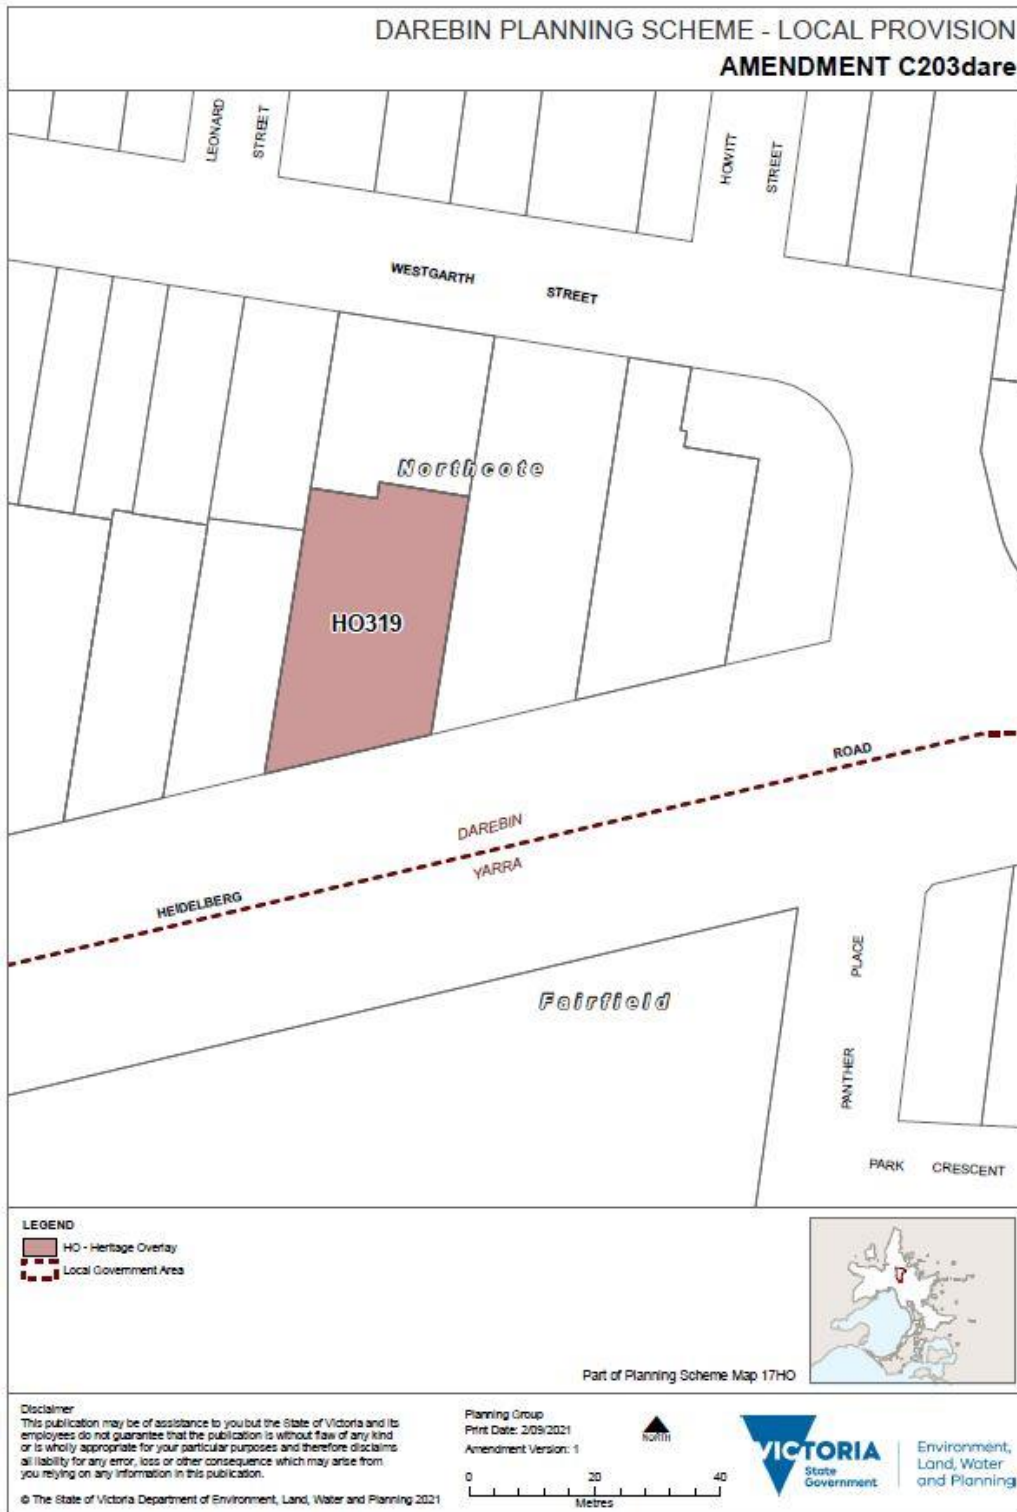 DAREBIN PLANNING SCHEME - LOCAL PROVISION
AMENDMENT C203dare
LEONARD STREET
HOWITT STREET
WESTGARTH STREET
Northcote
HO319
ROAD
DAREBIN
YARRA
HEIDELBERG
Fairfield
PANTHER PLACE
PARK CRESCENT
LEGEND
HO - Heritage Overlay
Local Government Area
Part of Planning Scheme Map 17HO
Disclaimer
This publication may be of assistance to you but the State of Victoria and its
employees do not guarantee that the publication is without flaw of any kind
or is wholly appropriate for your particular purposes and therefore disclaims
all liability for any error, loss or other consequence which may arise from
you relying on any information in this publication.
© The State of Victoria Department of Environment, Land, Water and Planning 2021
Planning Group
Print Date: 2/09/2021
Amendment Version: 1
NORTH
0 20 40
Metres
VICTORIA
State
Government
Environment,
Land, Water
and Planning